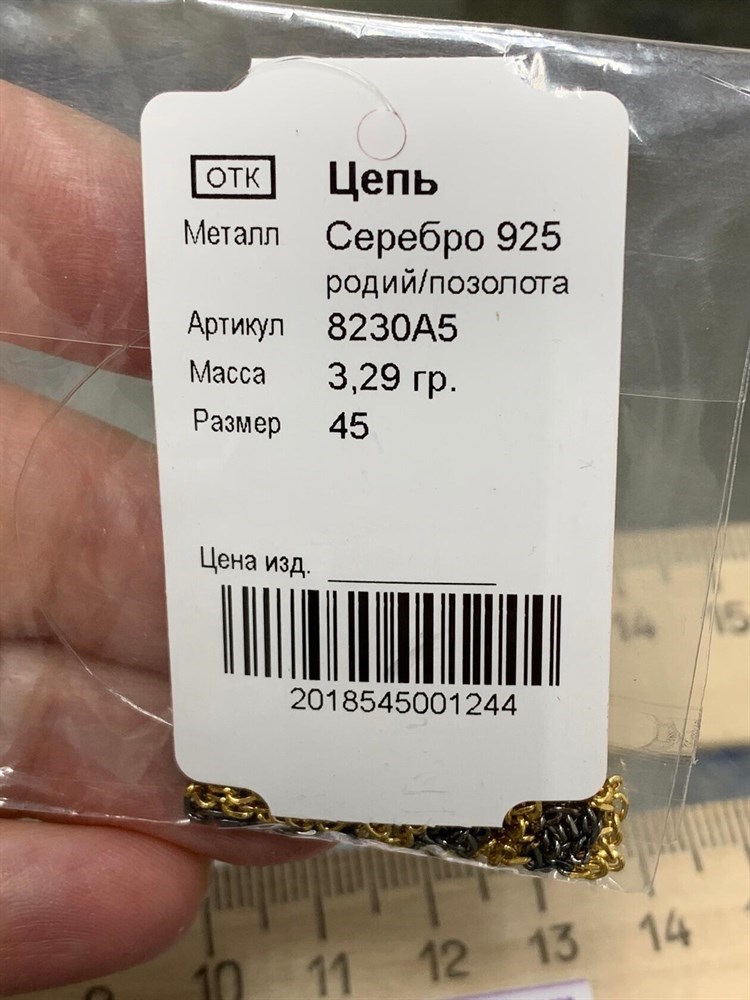 ОТК Цепь
Металл Серебро 925
родий/позолота
Артикул 8230А5
Масса 3,29 гр.
Размер 45
Цена изд.
2018545001244
14 15
10 11 12 13 14